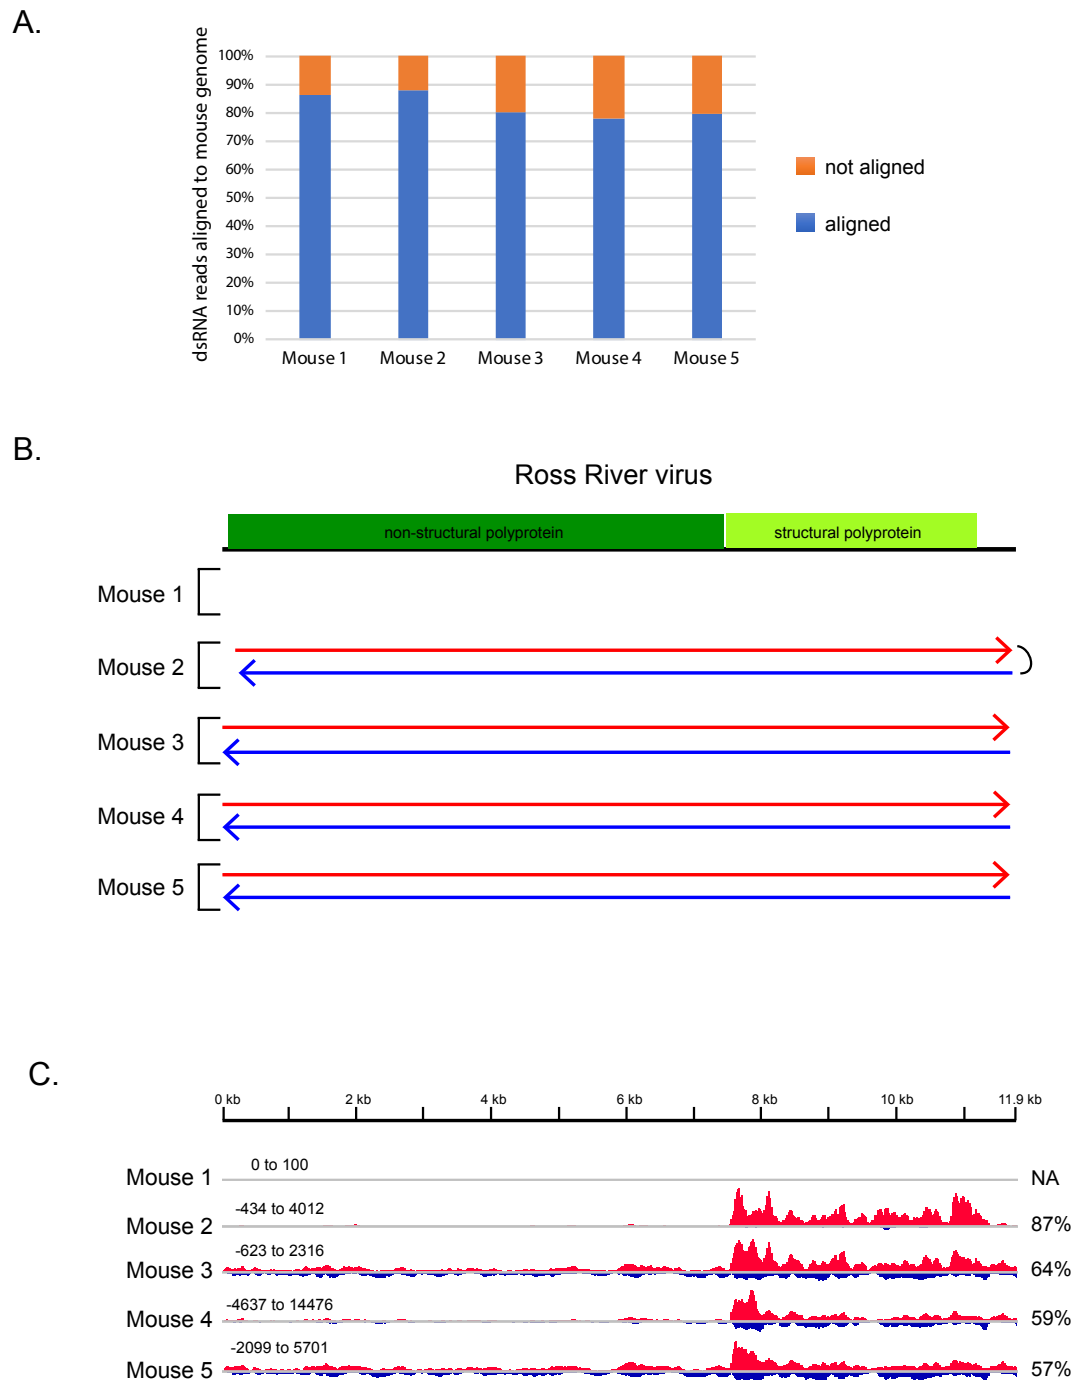 A.
dsRNA reads aligned to mouse genome
100%
90%
80%
70%
60%
50%
40%
30%
20%
10%
0%
Mouse 1 Mouse 2 Mouse 3 Mouse 4 Mouse 5
not aligned
aligned
B.
Ross River virus
non-structural polyprotein structural polyprotein
Mouse 1
Mouse 2
Mouse 3
Mouse 4
Mouse 5
C.
0 kb 2 kb 4 kb 6 kb 8 kb 10 kb 11.9 kb
Mouse 1 0 to 100 NA
Mouse 2 -434 to 4012 87%
Mouse 3 -623 to 2316 64%
Mouse 4 -4637 to 14476 59%
Mouse 5 -2099 to 5701 57%